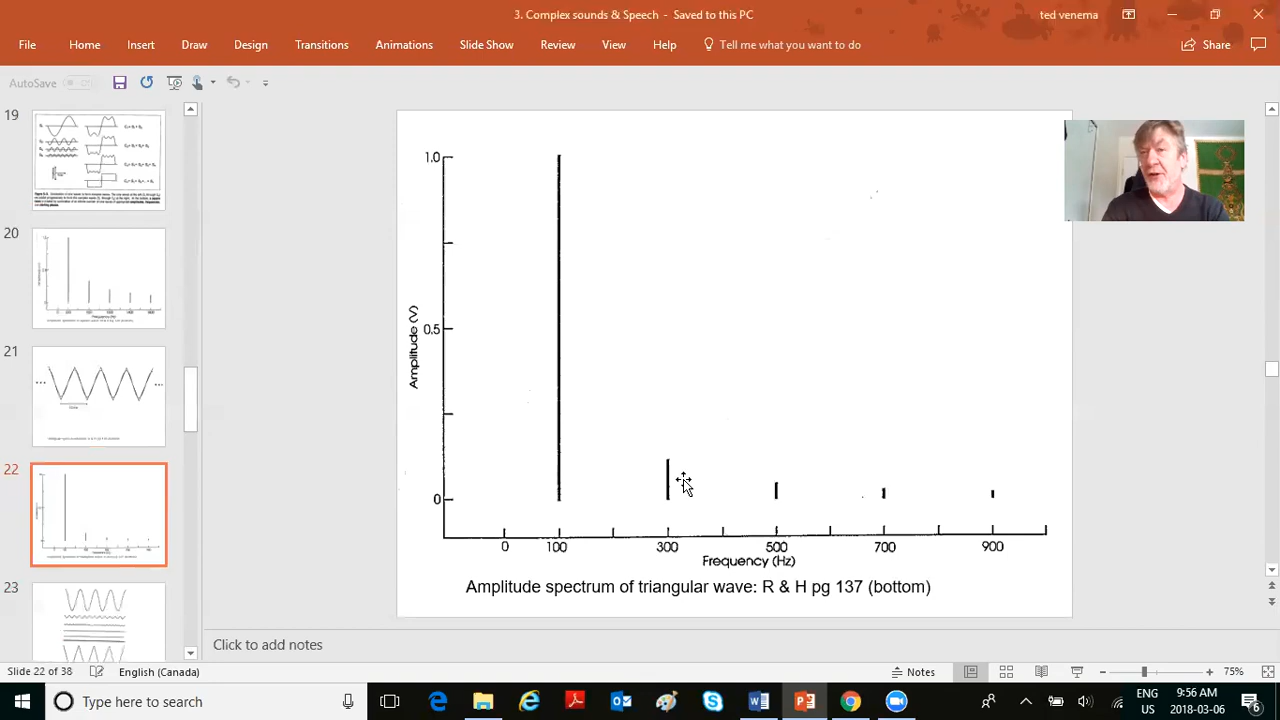 3. Complex sounds & Speech - Saved to this PC
ted venema
File Home Insert Draw Design Transitions Animations Slide Show Review View Help Tell me what you want to do Share
AutoSave Off
19
20
21
22
23
1.0
0.5
0
Amplitude (V)
0 100 300 500 700 900
Frequency (Hz)
Amplitude spectrum of triangular wave: R & H pg 137 (bottom)
Click to add notes
Slide 22 of 38 English (Canada) Notes 75%
Type here to search
ENG US 9:56 AM 2018-03-06 6